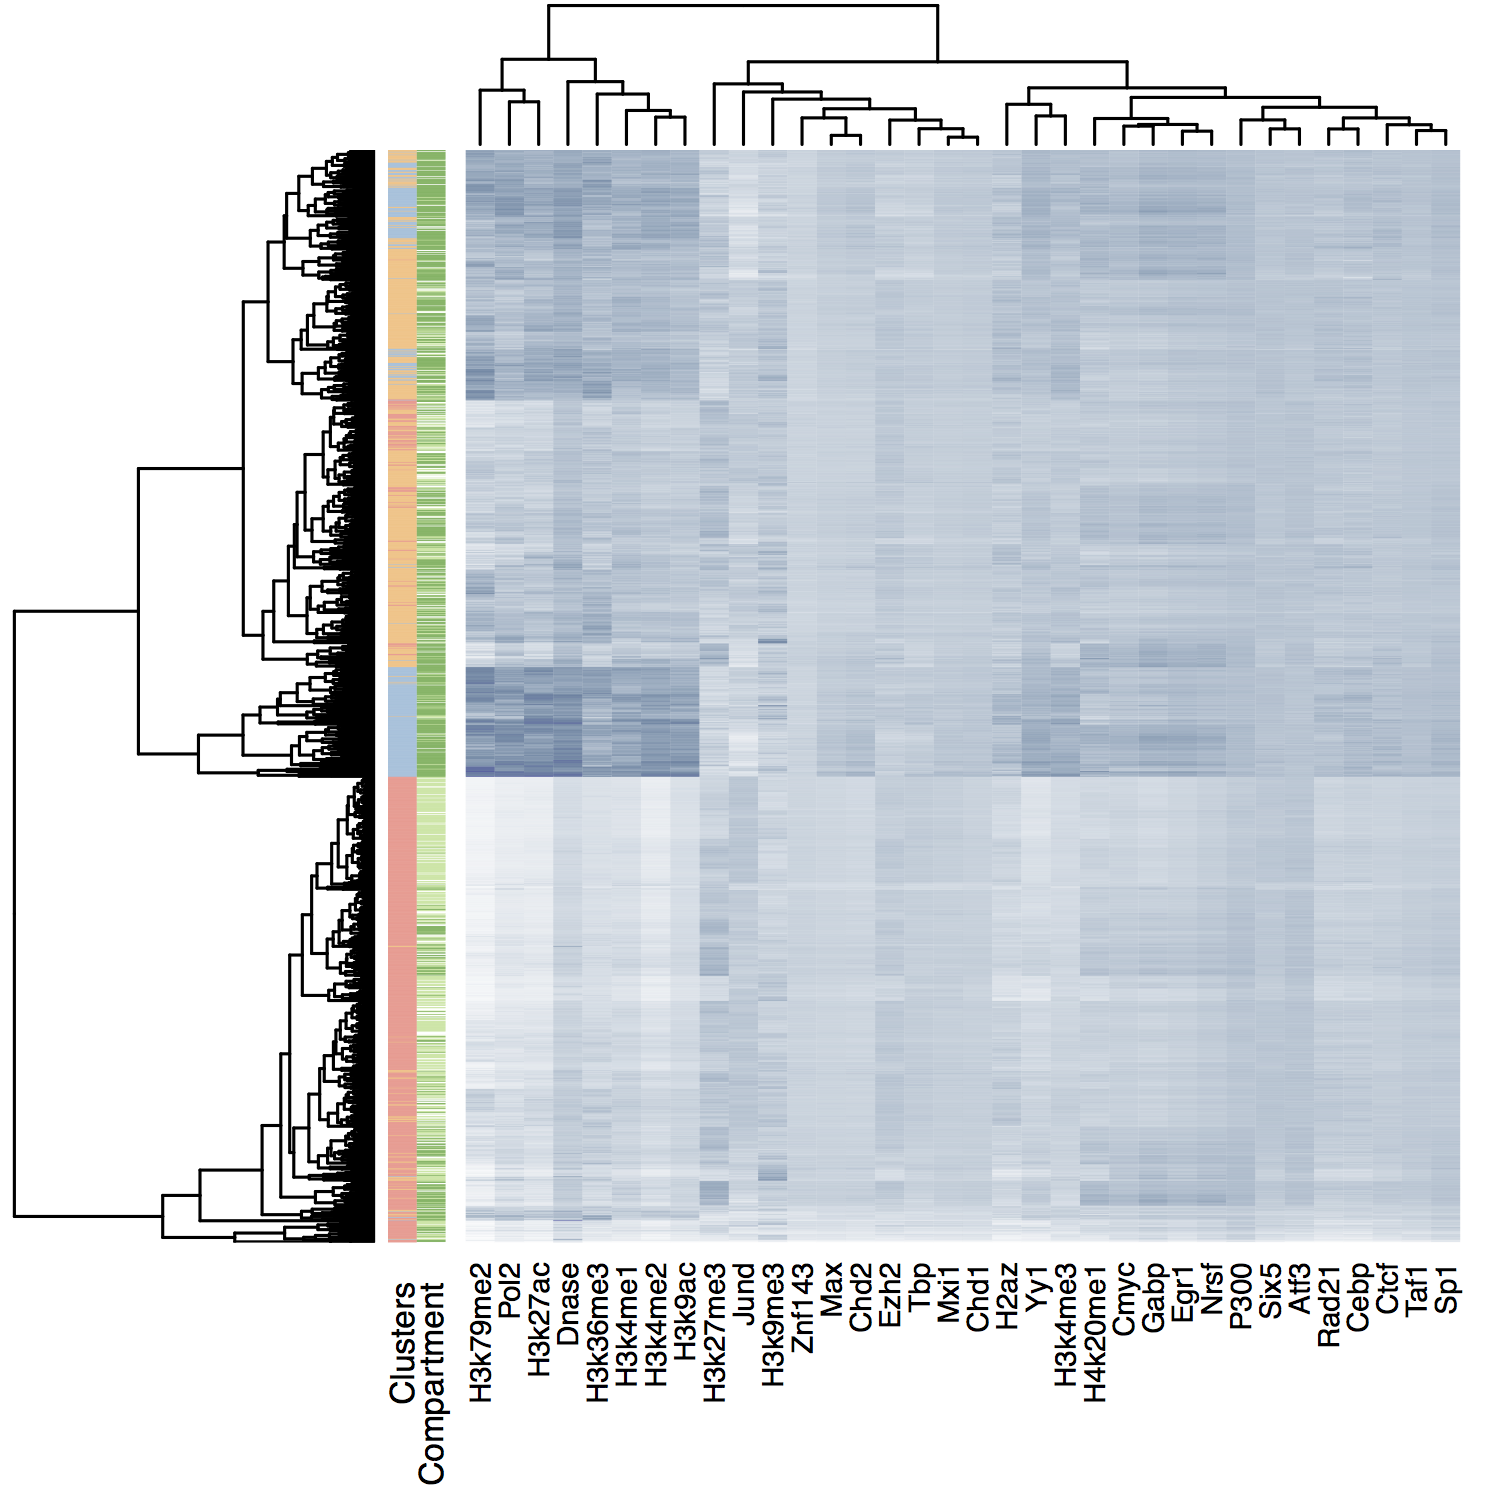 Clusters
Compartment
H3k79me2
Pol2
H3k27ac
Dnase
H3k36me3
H3k4me1
H3k4me2
H3k9ac
H3k27me3
Jund
H3k9me3
Znf143
Max
Chd2
Ezh2
Tbp
Mxi1
Chd1
H2az
Yy1
H3k4me3
H4k20me1
Cmyc
Gabp
Egr1
Nrsf
P300
Six5
Atf3
Rad21
Cebp
Ctcf
Taf1
Sp1